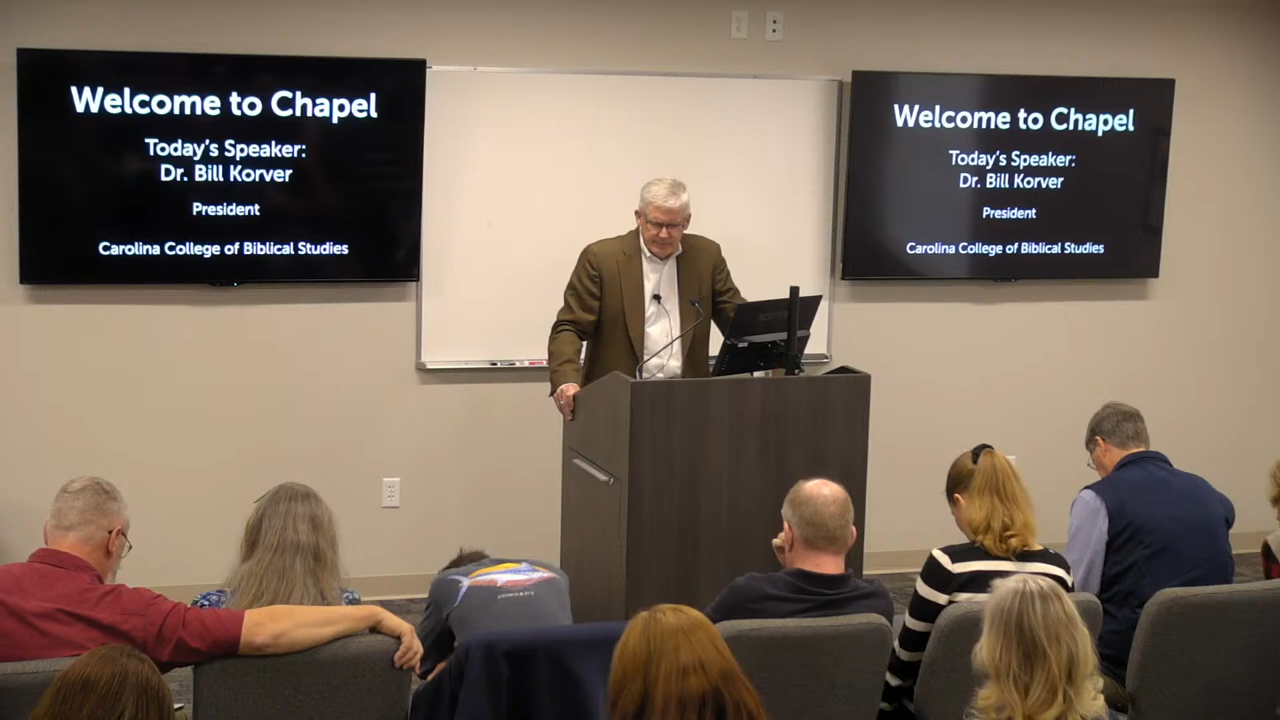 Welcome to Chapel
Today's Speaker:
Dr. Bill Korver
President
Carolina College of Biblical Studies
Welcome to Chapel
Today's Speaker:
Dr. Bill Korver
President
Carolina College of Biblical Studies